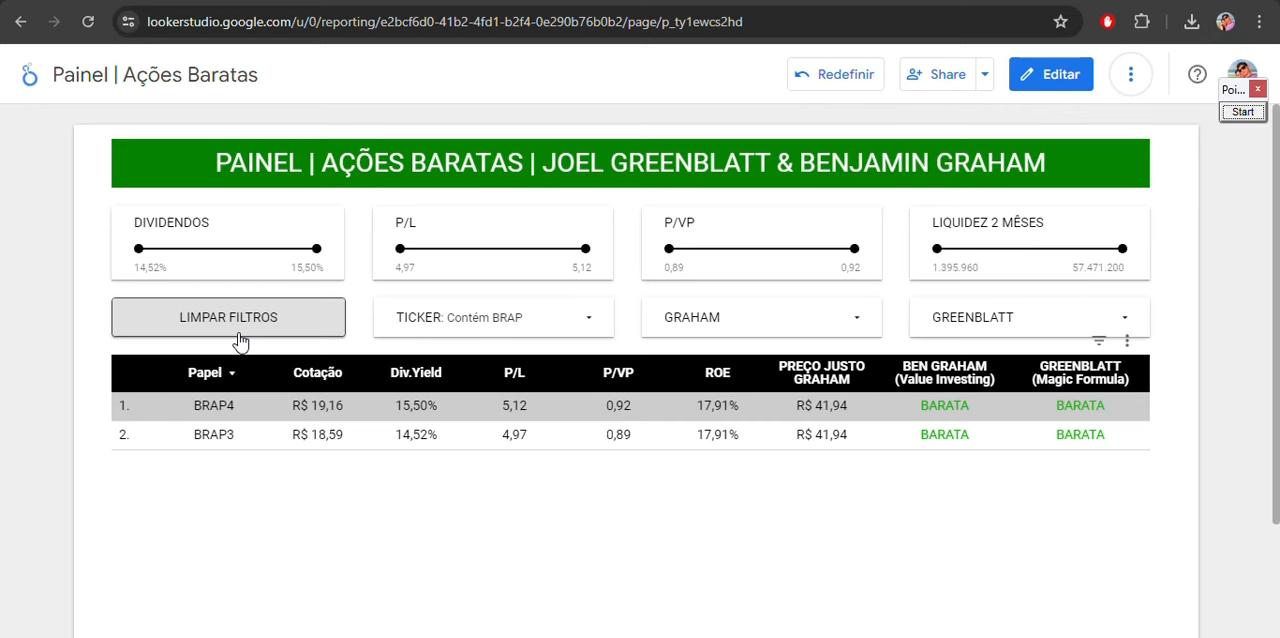 lookerstudio.google.com/u/0/reporting/e2bcf6d0-41b2-4fd1-b2f4-0e290b76b0b2/page/p_ty1ewcs2hd
Painel | Ações Baratas
Redefinir
Share
Editar
Poi... x
Start
PAINEL | AÇÕES BARATAS | JOEL GREENBLATT & BENJAMIN GRAHAM
DIVIDENDOS P/L P/VP LIQUIDEZ 2 MÊSES
14,52% 15,50% 4,97 5,12 0,89 0,92 1.395.960 57.471.200
LIMPAR FILTROS TICKER: Contém BRAP GRAHAM GREENBLATT
Papel Cotação Div.Yield P/L P/VP ROE PREÇO JUSTO GRAHAM BEN GRAHAM (Value Investing) GREENBLATT (Magic Formula)
1. BRAP4 R$ 19,16 15,50% 5,12 0,92 17,91% R$ 41,94 BARATA BARATA
2. BRAP3 R$ 18,59 14,52% 4,97 0,89 17,91% R$ 41,94 BARATA BARATA